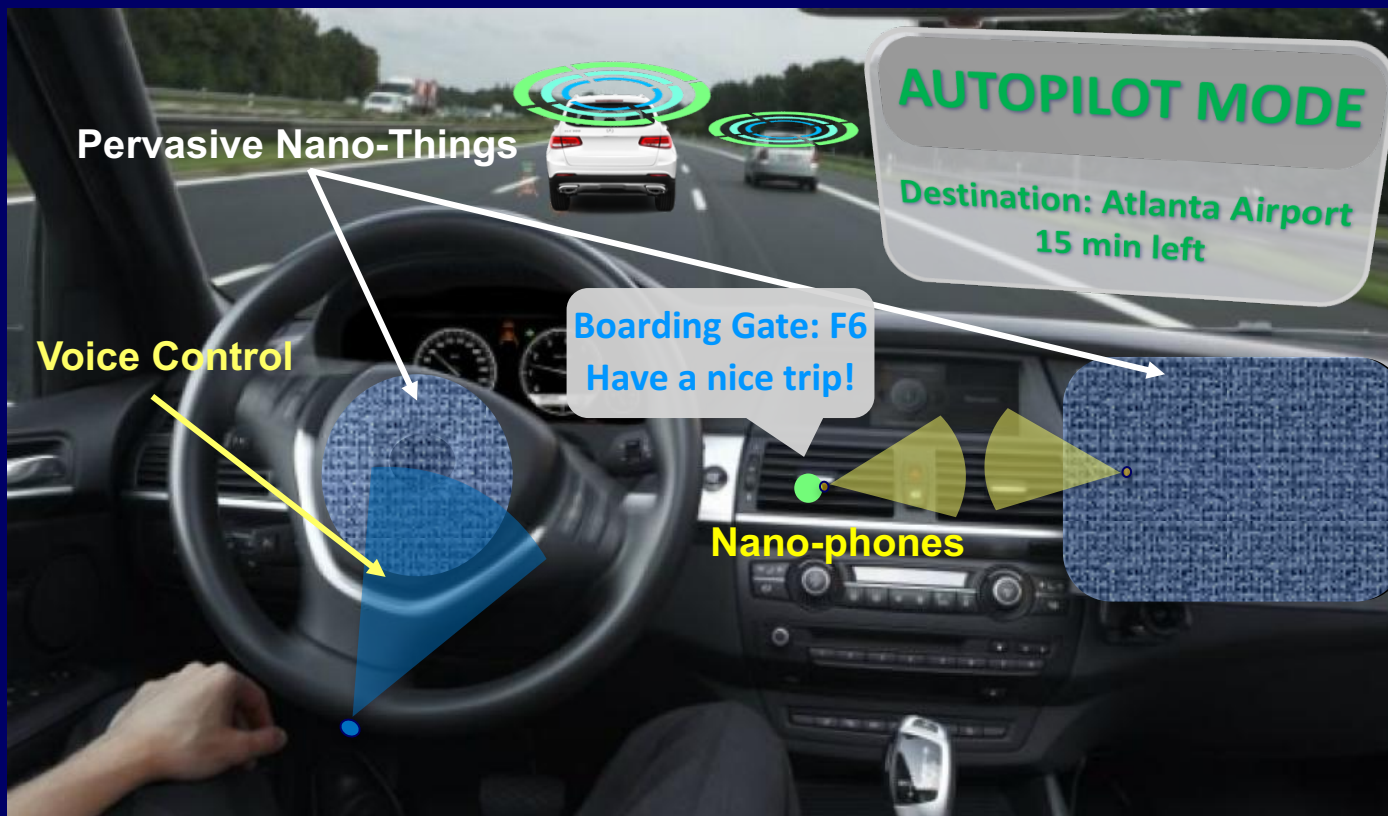 AUTOPILOT MODE
Destination: Atlanta Airport
15 min left
Pervasive Nano-Things
Boarding Gate: F6
Have a nice trip!
Voice Control
Nano-phones